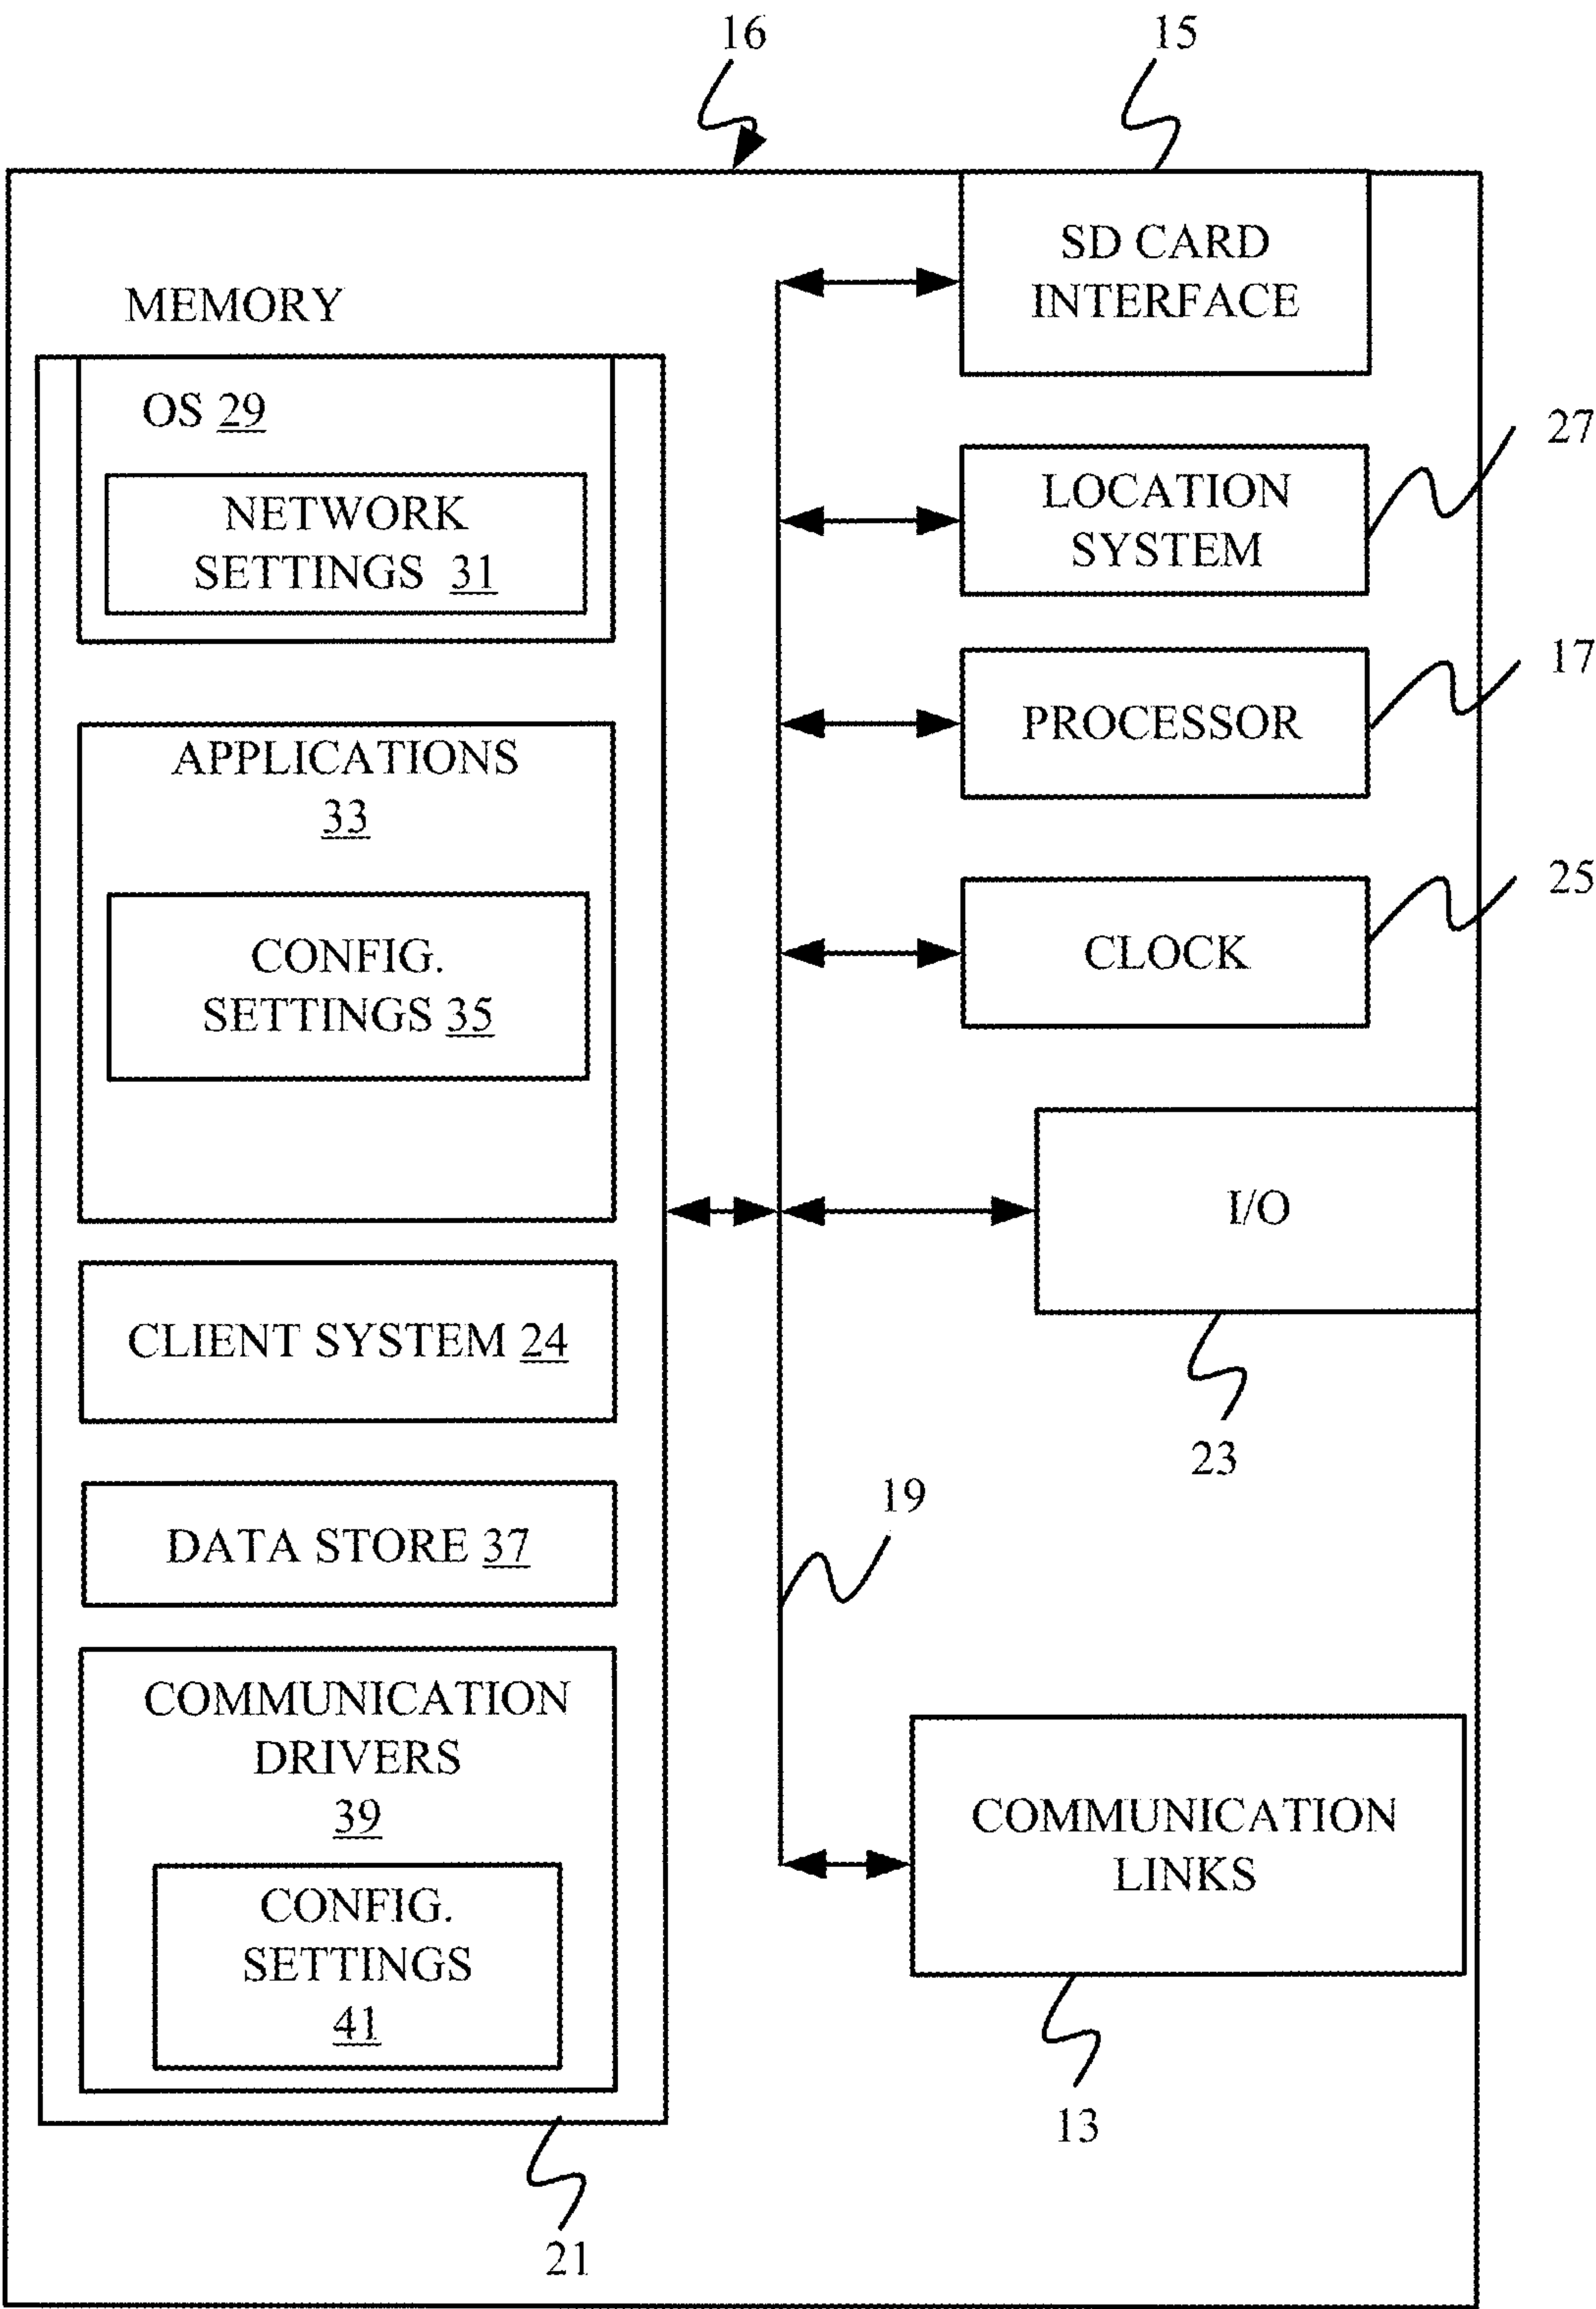 16
15
SD CARD
INTERFACE
MEMORY
OS 29
NETWORK
SETTINGS 31
27
LOCATION
SYSTEM
17
PROCESSOR
APPLICATIONS
33
CONFIG.
SETTINGS 35
25
CLOCK
I/O
23
CLIENT SYSTEM 24
19
DATA STORE 37
COMMUNICATION
DRIVERS
39
CONFIG.
SETTINGS
41
COMMUNICATION
LINKS
13
21